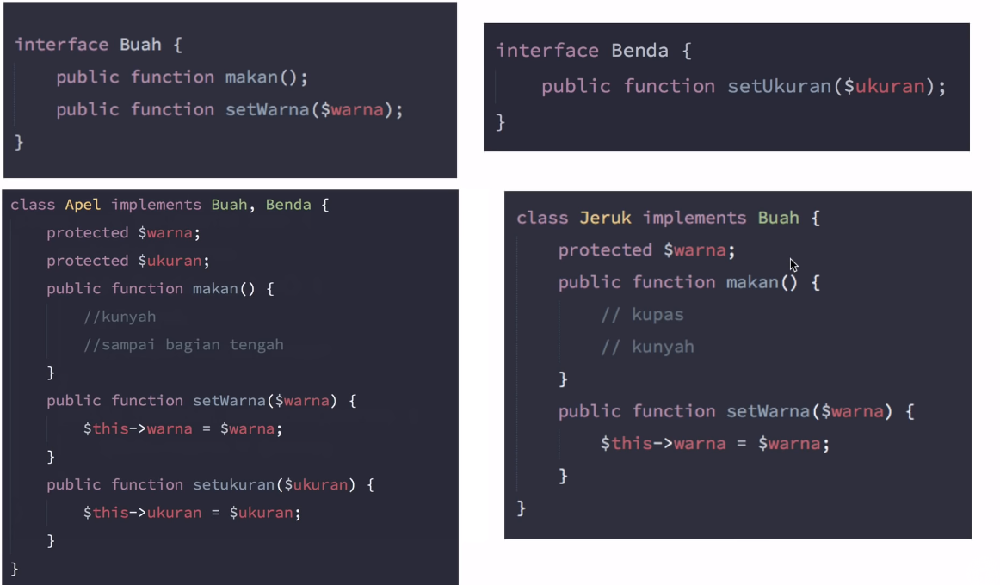 interface Buah {
    public function makan();
    public function setWarna($warna);
}
interface Benda {
    public function setUkuran($ukuran);
}
class Apel implements Buah, Benda {
    protected $warna;
    protected $ukuran;
    public function makan() {
        //kunyah
        //sampai bagian tengah
    }
    public function setWarna($warna) {
        $this->warna = $warna;
    }
    public function setukuran($ukuran) {
        $this->ukuran = $ukuran;
    }
}
class Jeruk implements Buah {
    protected $warna;
    public function makan() {
        // kupas
        // kunyah
    }
    public function setWarna($warna) {
        $this->warna = $warna;
    }
}